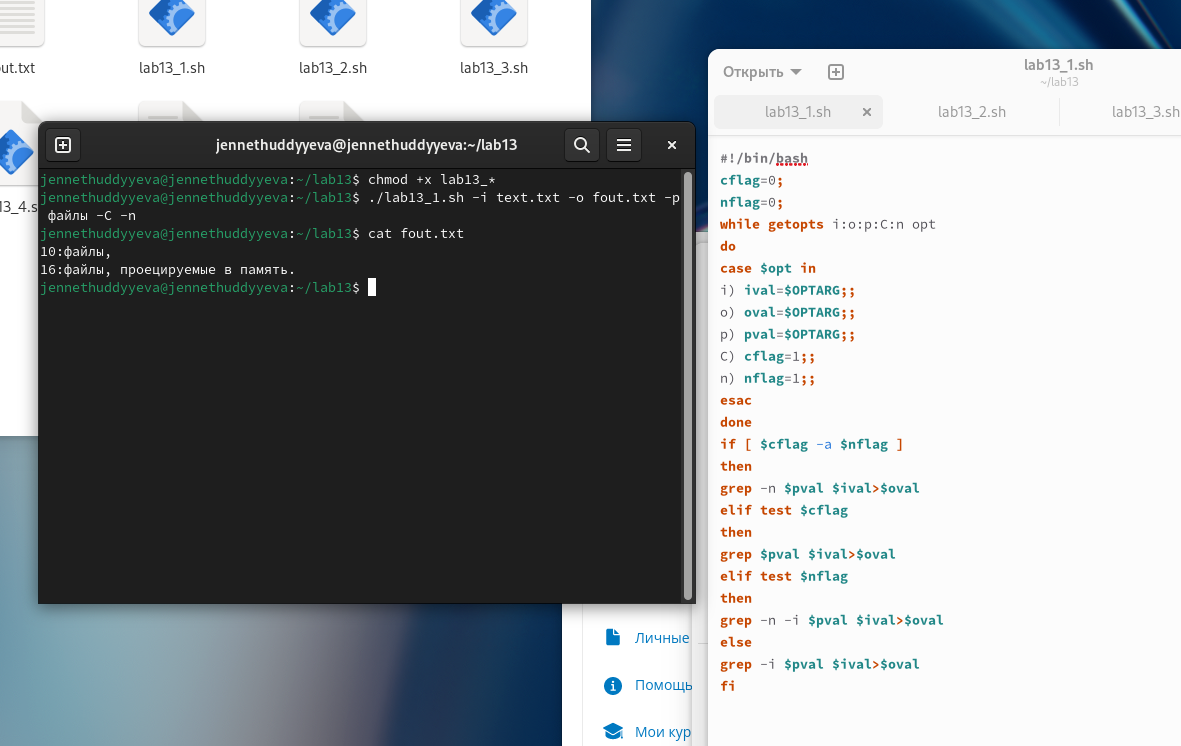 ut.txt
lab13_1.sh
lab13_2.sh
lab13_3.sh
13_4.s
jennethuddyyeva@jennethuddyyeva:~/lab13
jennethuddyyeva@jennethuddyyeva:~/lab13$ chmod +x lab13_*
jennethuddyyeva@jennethuddyyeva:~/lab13$ ./lab13_1.sh -i text.txt -o fout.txt -p
файлы -C -n
jennethuddyyeva@jennethuddyyeva:~/lab13$ cat fout.txt
10:файлы,
16:файлы, проецируемые в память.
jennethuddyyeva@jennethuddyyeva:~/lab13$
Личные
Помощь
Мои кур
Открыть
lab13_1.sh
~/lab13
lab13_1.sh
lab13_2.sh
lab13_3.sh
#!/bin/bash
cflag=0;
nflag=0;
while getopts i:o:p:C:n opt
do
case $opt in
i) ival=$OPTARG;;
o) oval=$OPTARG;;
p) pval=$OPTARG;;
C) cflag=1;;
n) nflag=1;;
esac
done
if [ $cflag -a $nflag ]
then
grep -n $pval $ival>$oval
elif test $cflag
then
grep $pval $ival>$oval
elif test $nflag
then
grep -n -i $pval $ival>$oval
else
grep -i $pval $ival>$oval
fi